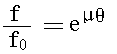 f/f₀ = e^μθ